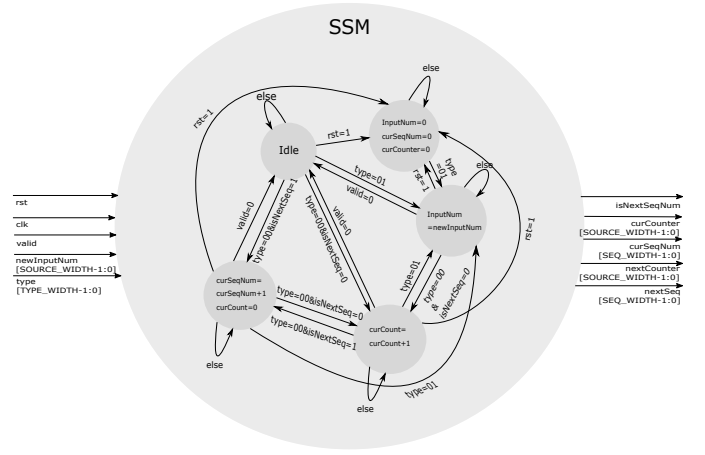 SSM
else
else
rst=1
InputNum=0
curSeqNum=0
curCounter=0
rst=1
Idle
type
=01
rst=1
else
type=01
valid=0
rst
clk
valid
newInputNum
[SOURCE_WIDTH-1:0]
type
[TYPE_WIDTH-1:0]
valid=0
type=00&isNextSeq=1
valid=0
type=00&isNextSeq=0
InputNum
=newInputNum
rst=1
isNextSeqNum
curCounter
[SOURCE_WIDTH-1:0]
curSeqNum
[SEQ_WIDTH-1:0]
nextCounter
[SOURCE_WIDTH-1:0]
nextSeq
[SEQ_WIDTH-1:0]
type=01
type=00
&
isNextSeq=0
curSeqNum=
curSeqNum+1
curCount=0
type=00&isNextSeq=0
type=00&isNextSeq=1
curCount=
curCount+1
else
type=01
else